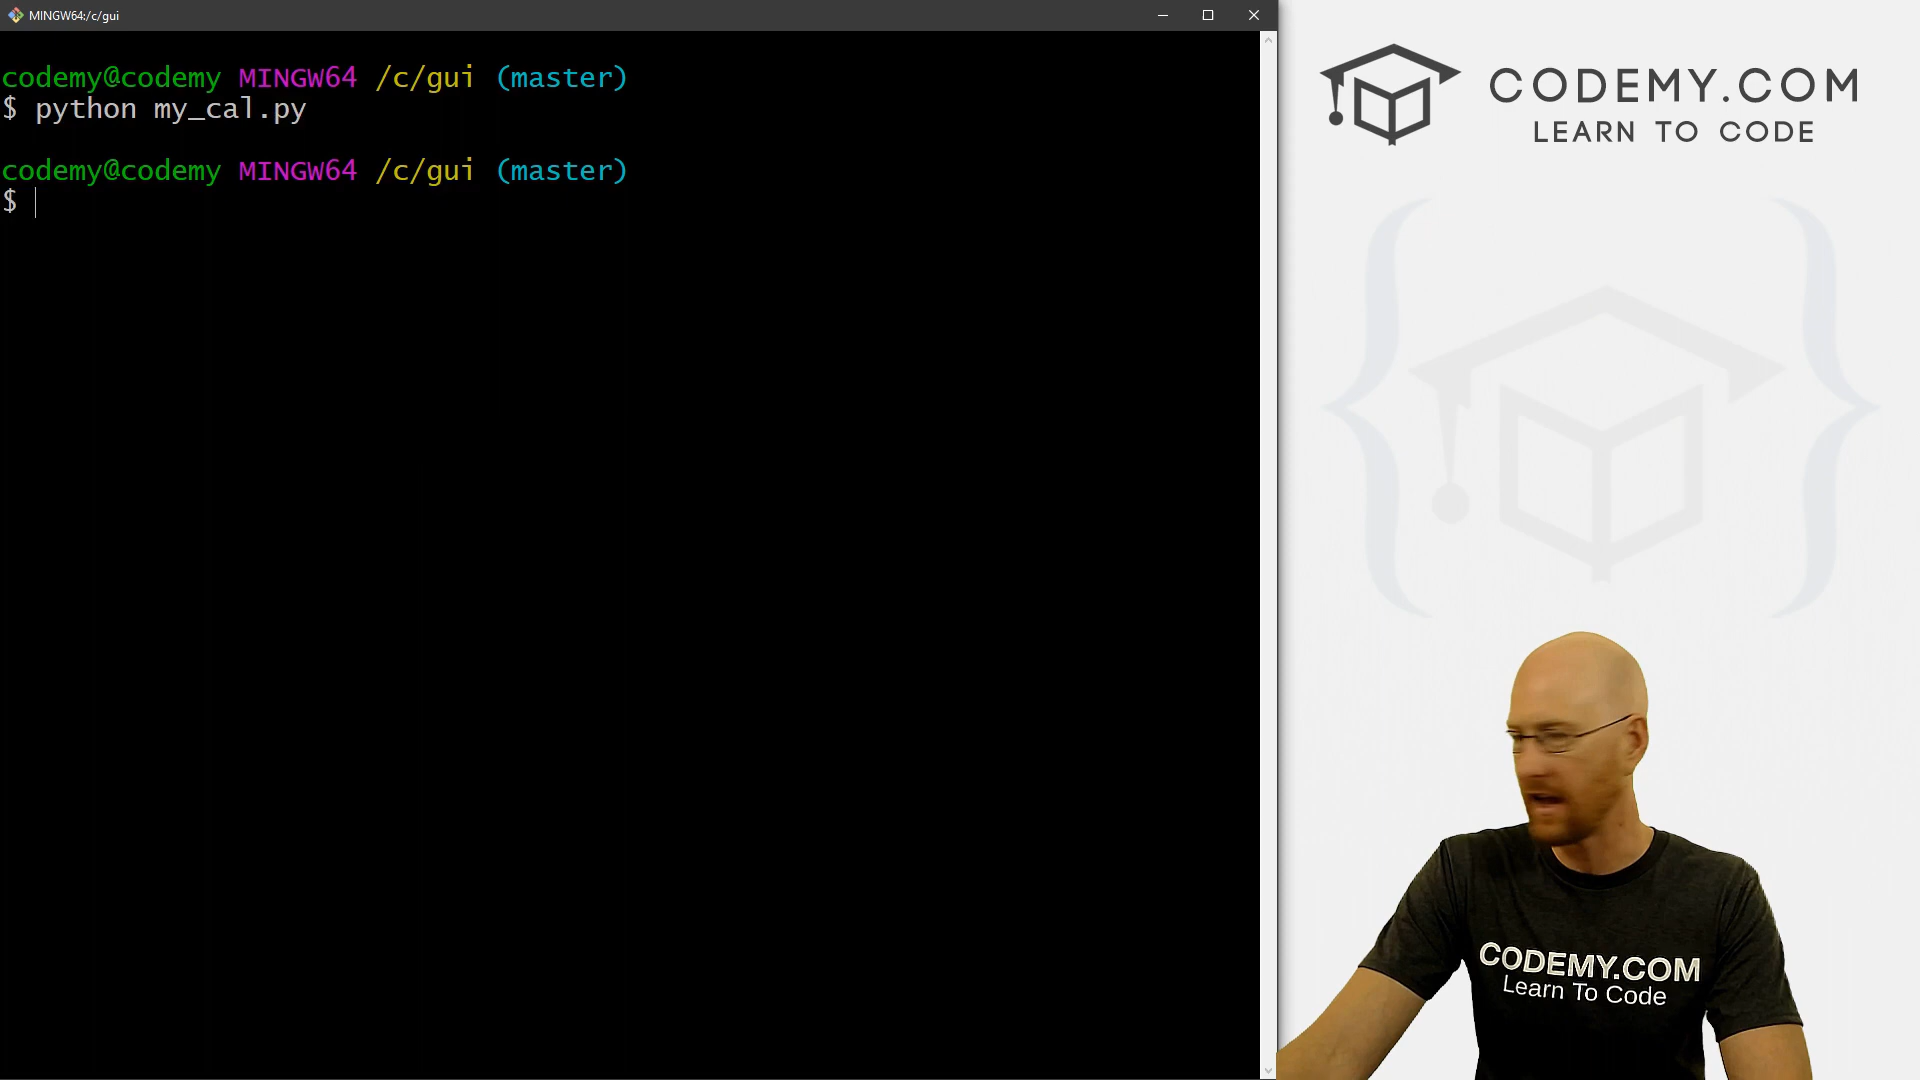 MINGW64:/c/gui
codemy@codemy MINGW64 /c/gui (master)
$ python my_cal.py
codemy@codemy MINGW64 /c/gui (master)
$
CODEMY.COM
LEARN TO CODE
CODEMY.COM
Learn To Code